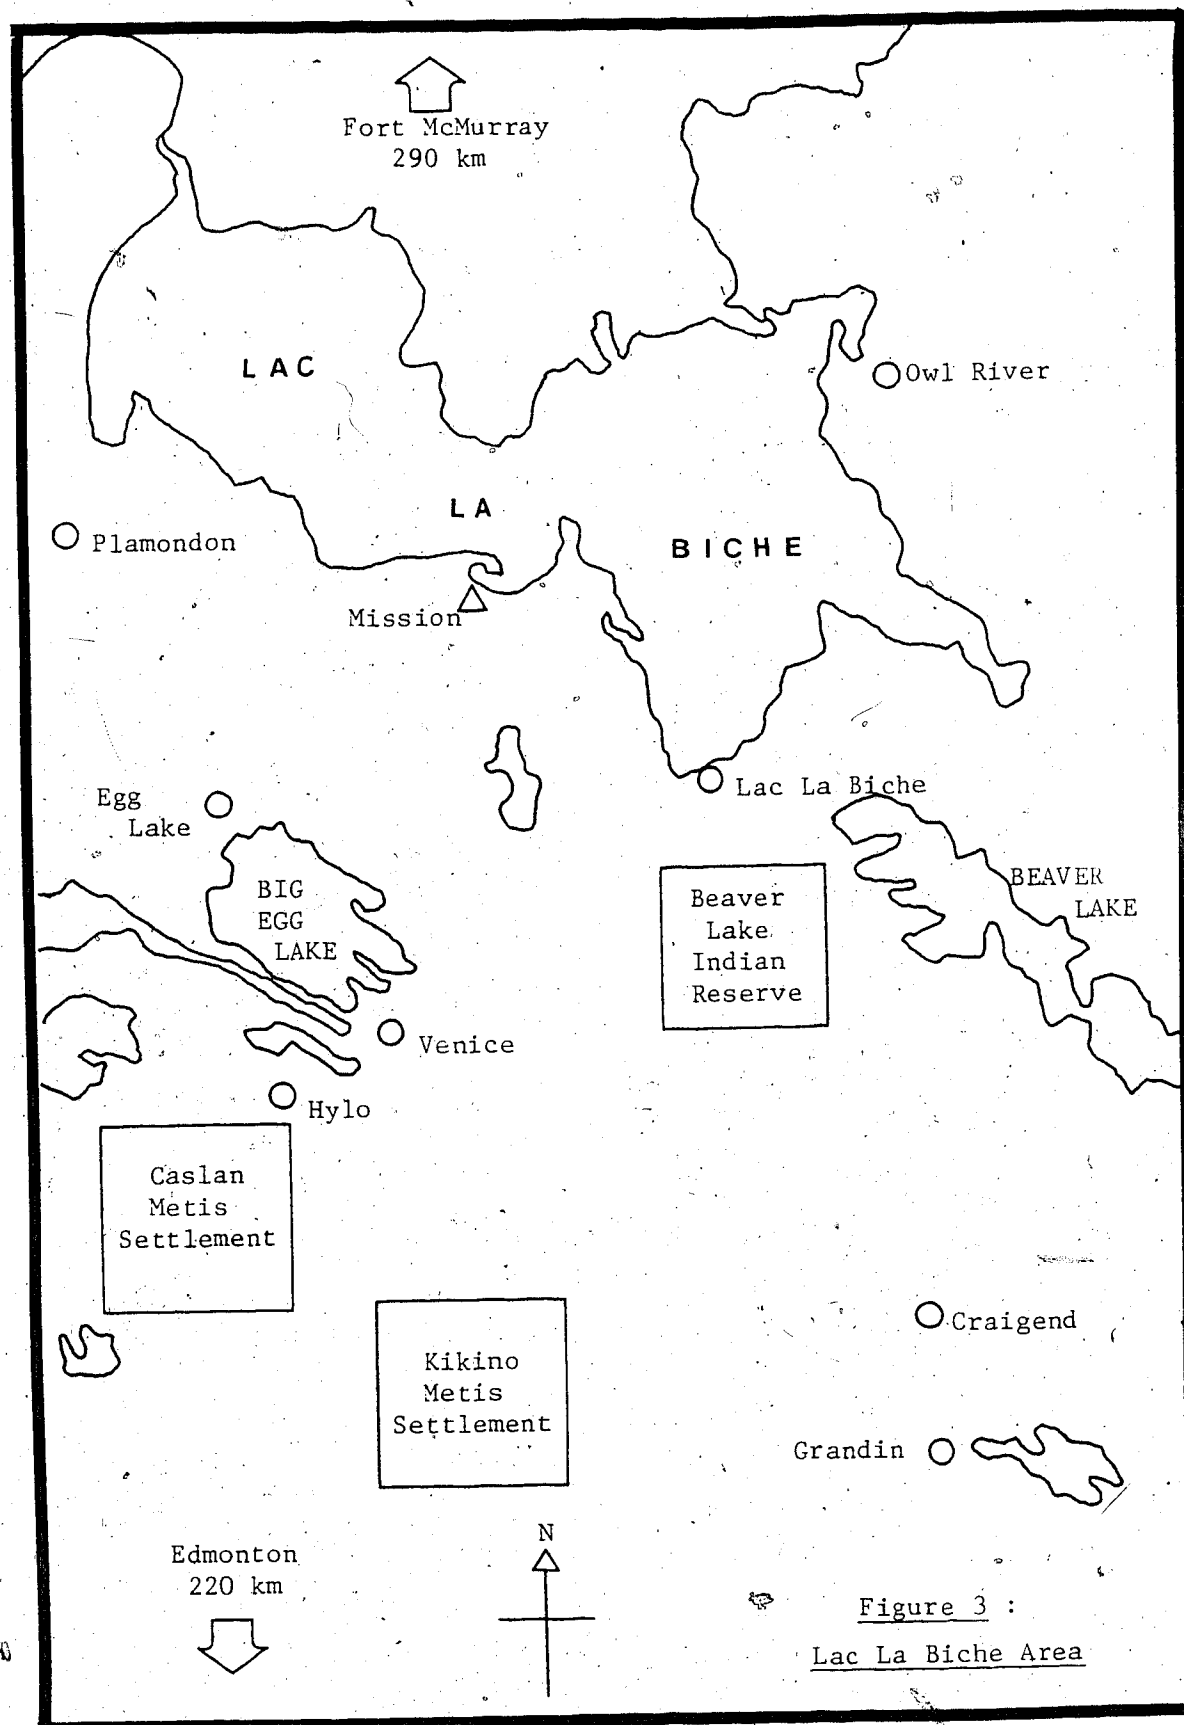 Fort McMurray
290 km
LAC
Owl River
LA
BICHE
Plamondon
Mission
Lac La Biche
Egg
Lake
BIG
EGG
LAKE
BEAVER
LAKE
Beaver
Lake
Indian
Reserve
Venice
Hylo
Caslan
Metis
Settlement
Craigend
Kikino
Metis
Settlement
Grandin
N
Edmonton
220 km
Figure 3 :
Lac La Biche Area